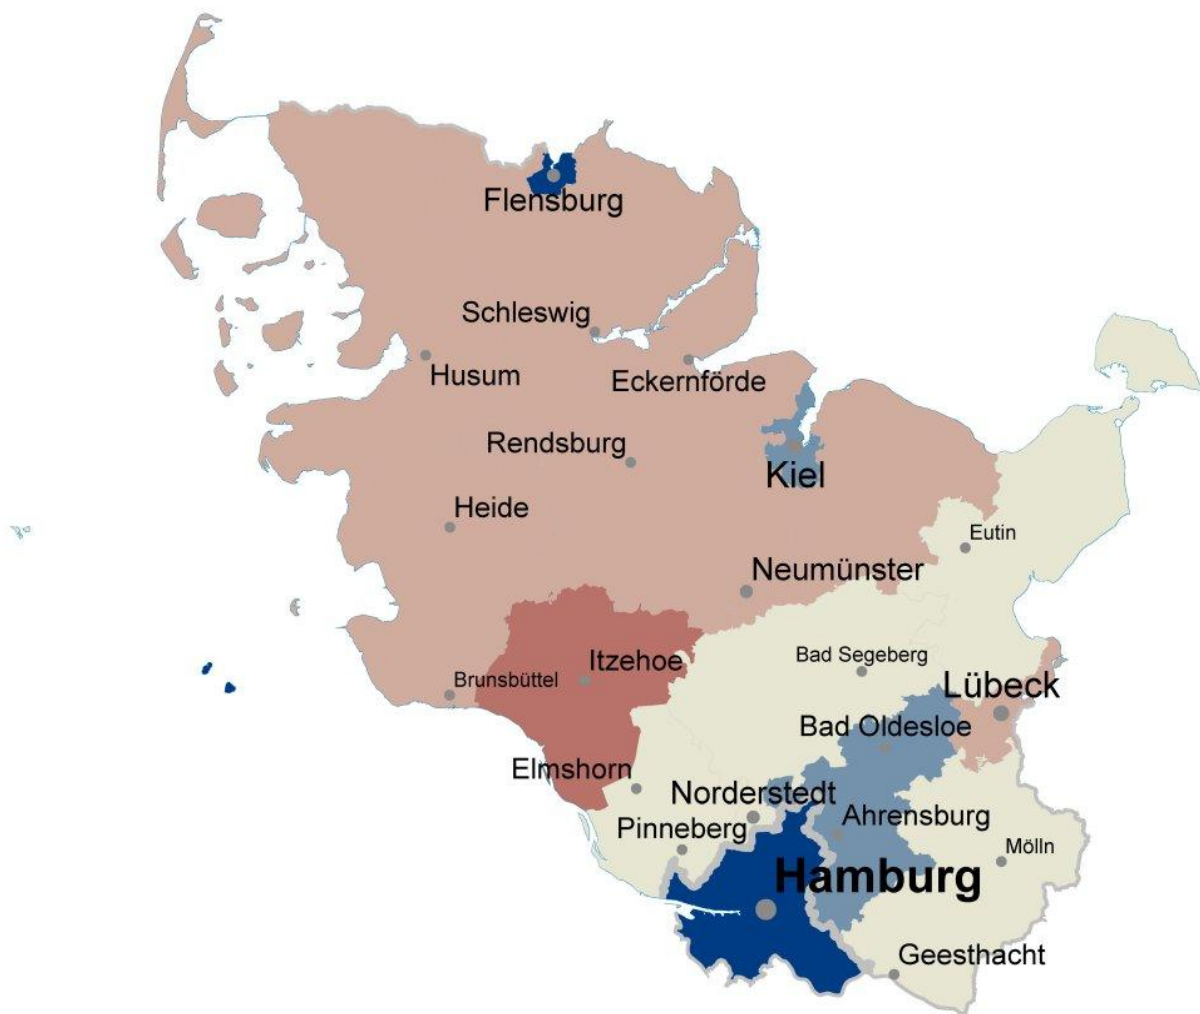 Flensburg
Schleswig
Husum
Eckernförde
Rendsburg
Kiel
Heide
Eutin
Neumünster
Itzehoe
Bad Segeberg
Brunsbüttel
Lübeck
Bad Oldesloe
Elmshorn
Norderstedt
Ahrensburg
Pinneberg
Mölln
Hamburg
Geesthacht